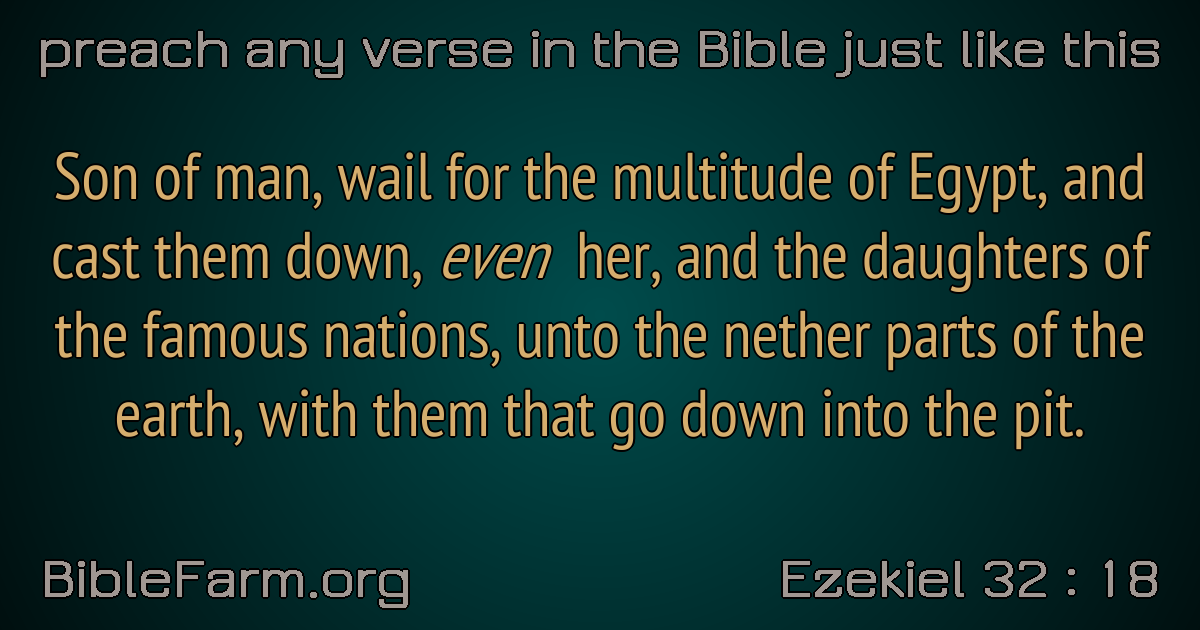 preach any verse in the Bible just like this
Son of man, wail for the multitude of Egypt, and
cast them down, even her, and the daughters of
the famous nations, unto the nether parts of the
earth, with them that go down into the pit.
BibleFarm.org
Ezekiel 32 : 18